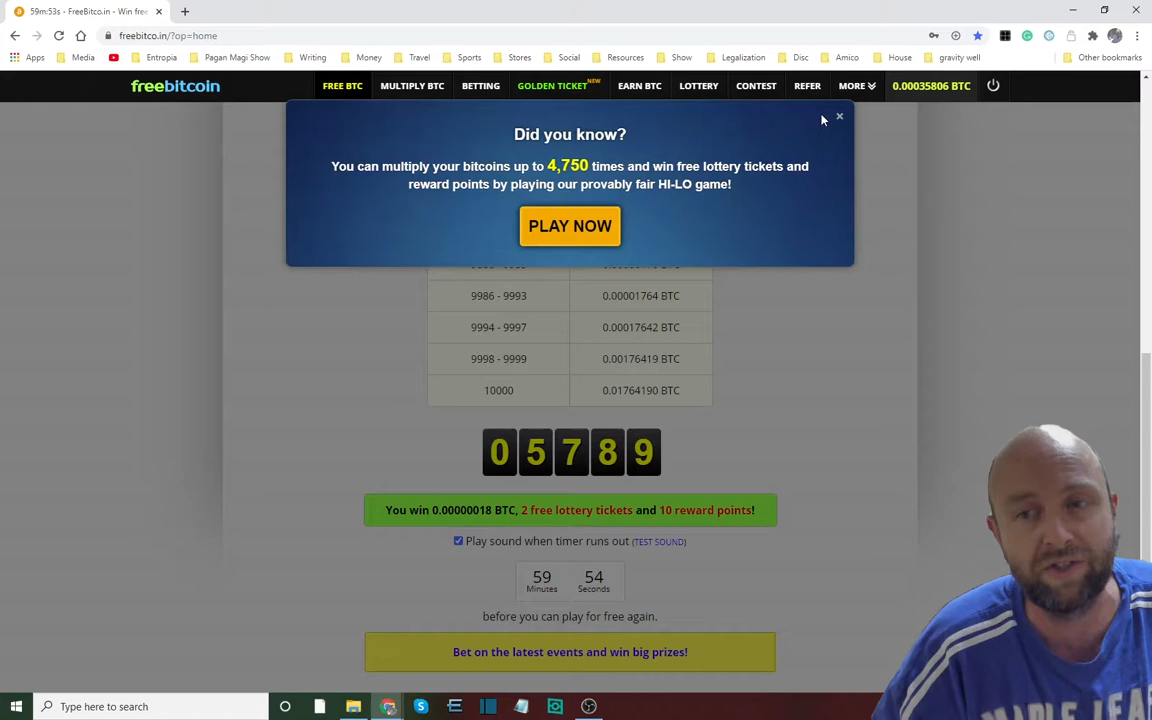 59m:53s - FreeBitco.in - Win free
freebitco.in/?op=home
Apps Media Entropia Pagan Magi Show Writing Money Travel Sports Stores Social Resources Show Legalization Disc Amico House gravity well Other bookmarks
freebitcoin FREE BTC MULTIPLY BTC BETTING GOLDEN TICKET NEW EARN BTC LOTTERY CONTEST REFER MORE 0.00035806 BTC
Did you know?
You can multiply your bitcoins up to 4,750 times and win free lottery tickets and
reward points by playing our provably fair HI-LO game!
PLAY NOW
9986 - 9993 0.00001764 BTC
9994 - 9997 0.00017642 BTC
9998 - 9999 0.00176419 BTC
10000 0.01764190 BTC
0 5 7 8 9
You win 0.00000018 BTC, 2 free lottery tickets and 10 reward points!
Play sound when timer runs out (TEST SOUND)
59 54
Minutes Seconds
before you can play for free again.
Bet on the latest events and win big prizes!
MAPLE LEA
Type here to search